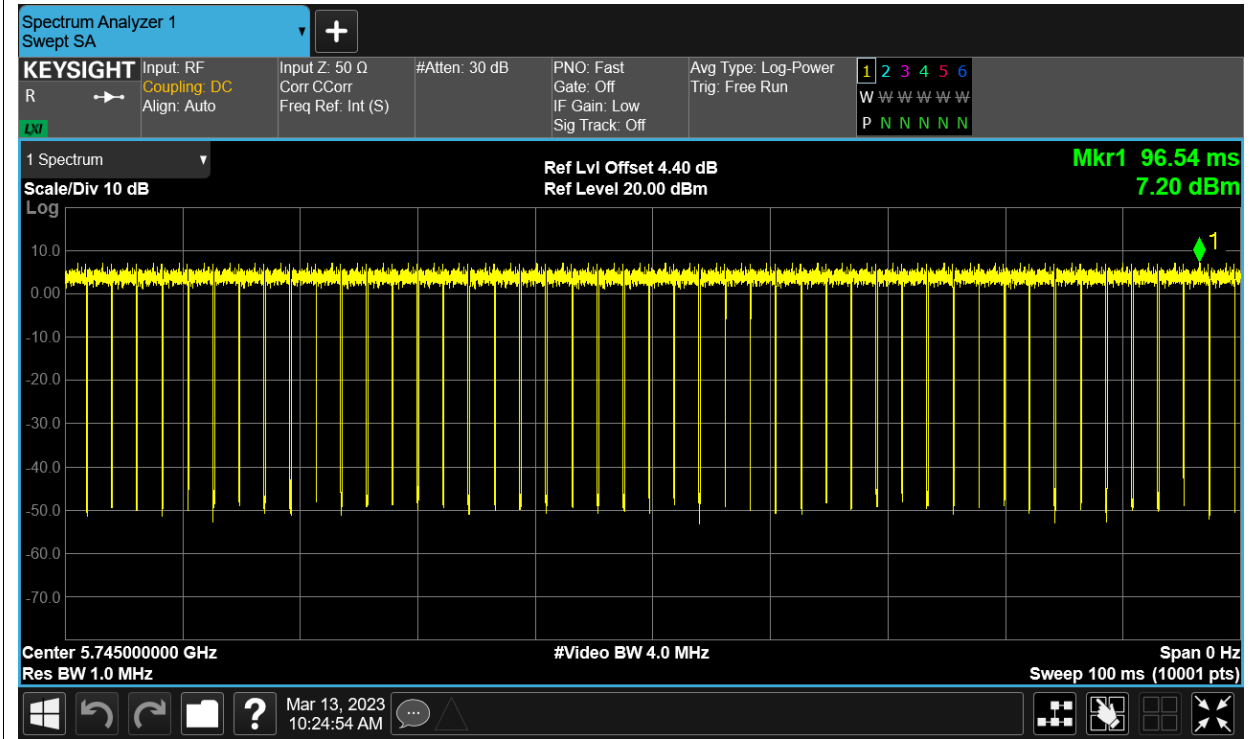 Spectrum Analyzer 1
Swept SA
KEYSIGHT
R
LXI
Input: RF
Coupling: DC
Align: Auto
Input Z: 50 Ω
Corr CCorr
Freq Ref: Int (S)
#Atten: 30 dB
PNO: Fast
Gate: Off
IF Gain: Low
Sig Track: Off
Avg Type: Log-Power
Trig: Free Run
1 2 3 4 5 6
W W W W W W
P N N N N N
1 Spectrum
Scale/Div 10 dB
Log
Ref Lvl Offset 4.40 dB
Ref Level 20.00 dBm
Mkr1 96.54 ms
7.20 dBm
1
10.0
0.00
-10.0
-20.0
-30.0
-40.0
-50.0
-60.0
-70.0
Center 5.745000000 GHz
Res BW 1.0 MHz
#Video BW 4.0 MHz
Span 0 Hz
Sweep 100 ms (10001 pts)
?
Mar 13, 2023
10:24:54 AM